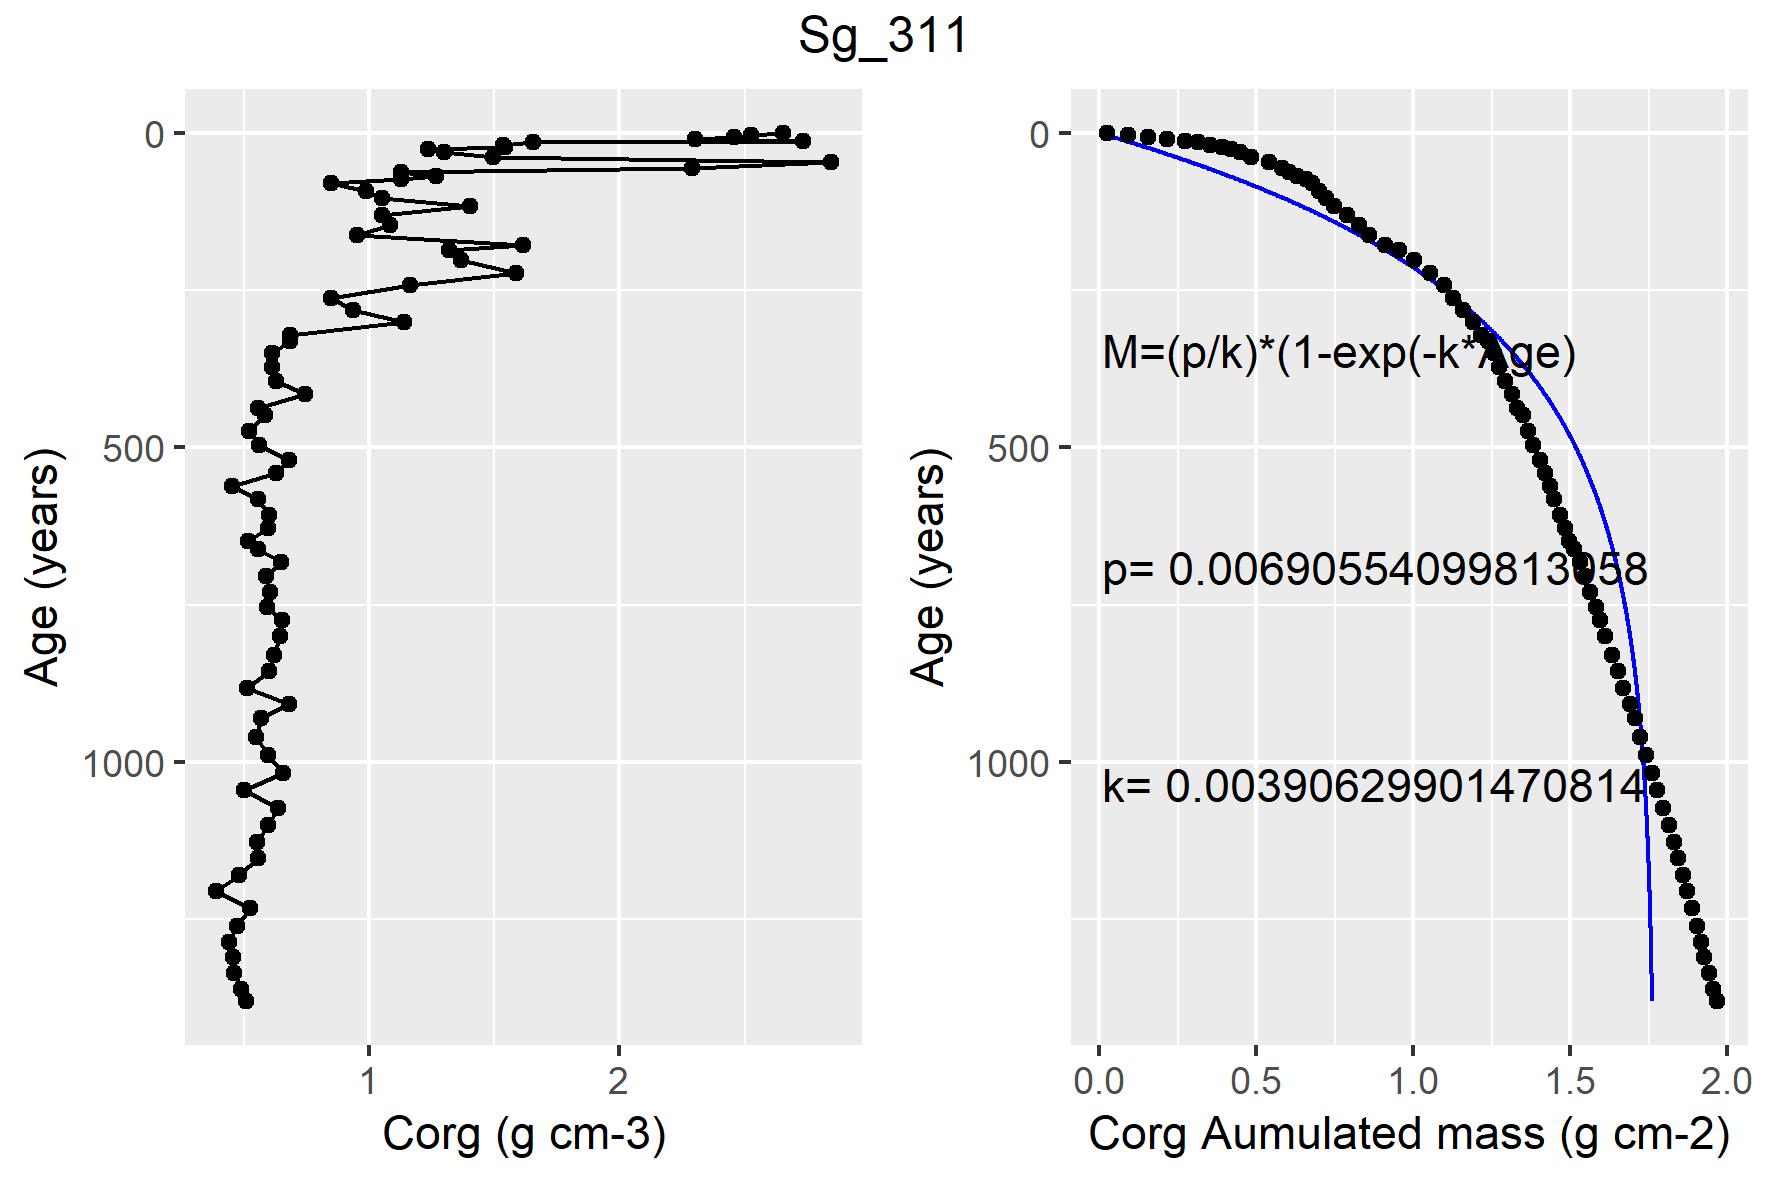 Sg_311
0
500
1000
Age (years)
1
2
Corg (g cm-3)
0
500
1000
Age (years)
M=(p/k)*(1-exp(-k*Age)
p= 0.00690554099813058
k= 0.00390629901470814
0.0
0.5
1.0
1.5
2.0
Corg Aumulated mass (g cm-2)